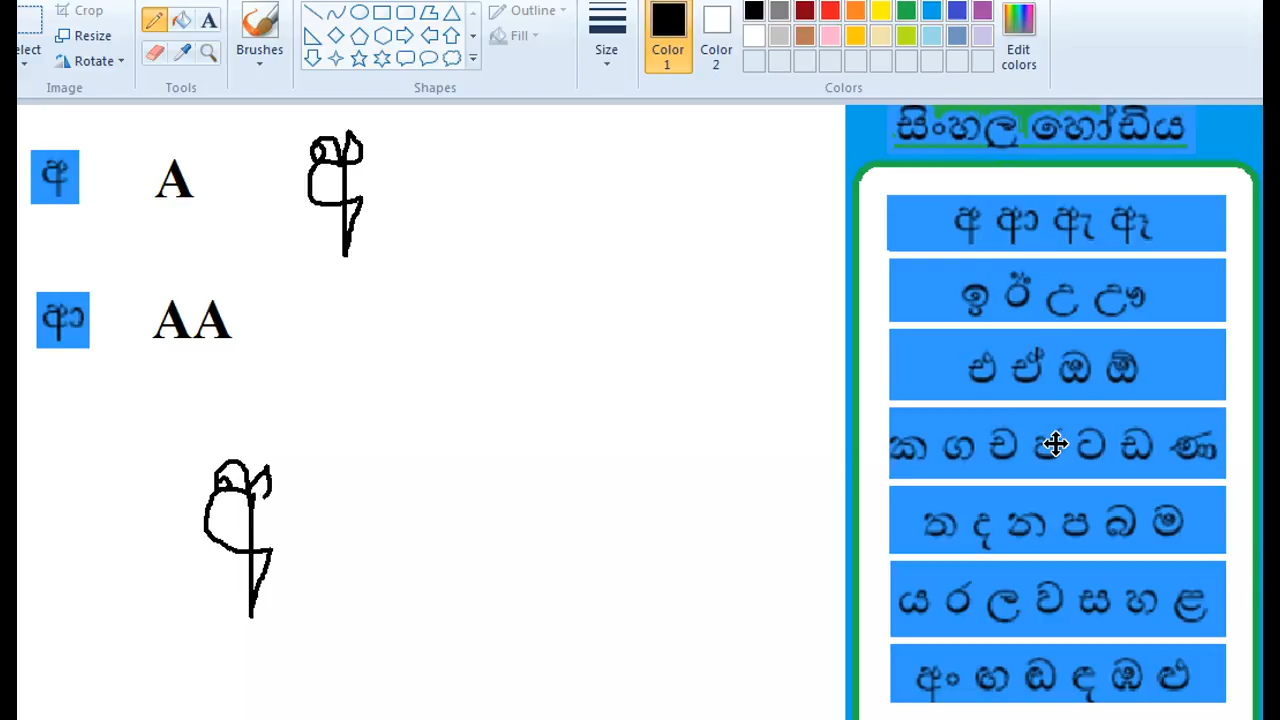 Crop
Resize
Rotate
elect
Image
Tools
Brushes
Shapes
Outline
Fill
Size
Color
1
Color
2
Edit
colors
Colors
අ A අ
ආ AA
අ
සිංහල හෝඩිය
අ ආ ඇ ඈ
ඉ ඊ උ ඌ
එ ඒ ඔ ඕ
ක ග ච ට ඩ ණ
ත ද න ප බ ම
ය ර ල ව ස හ ළ
අං ඟ ඬ ඳ ඹ ළු